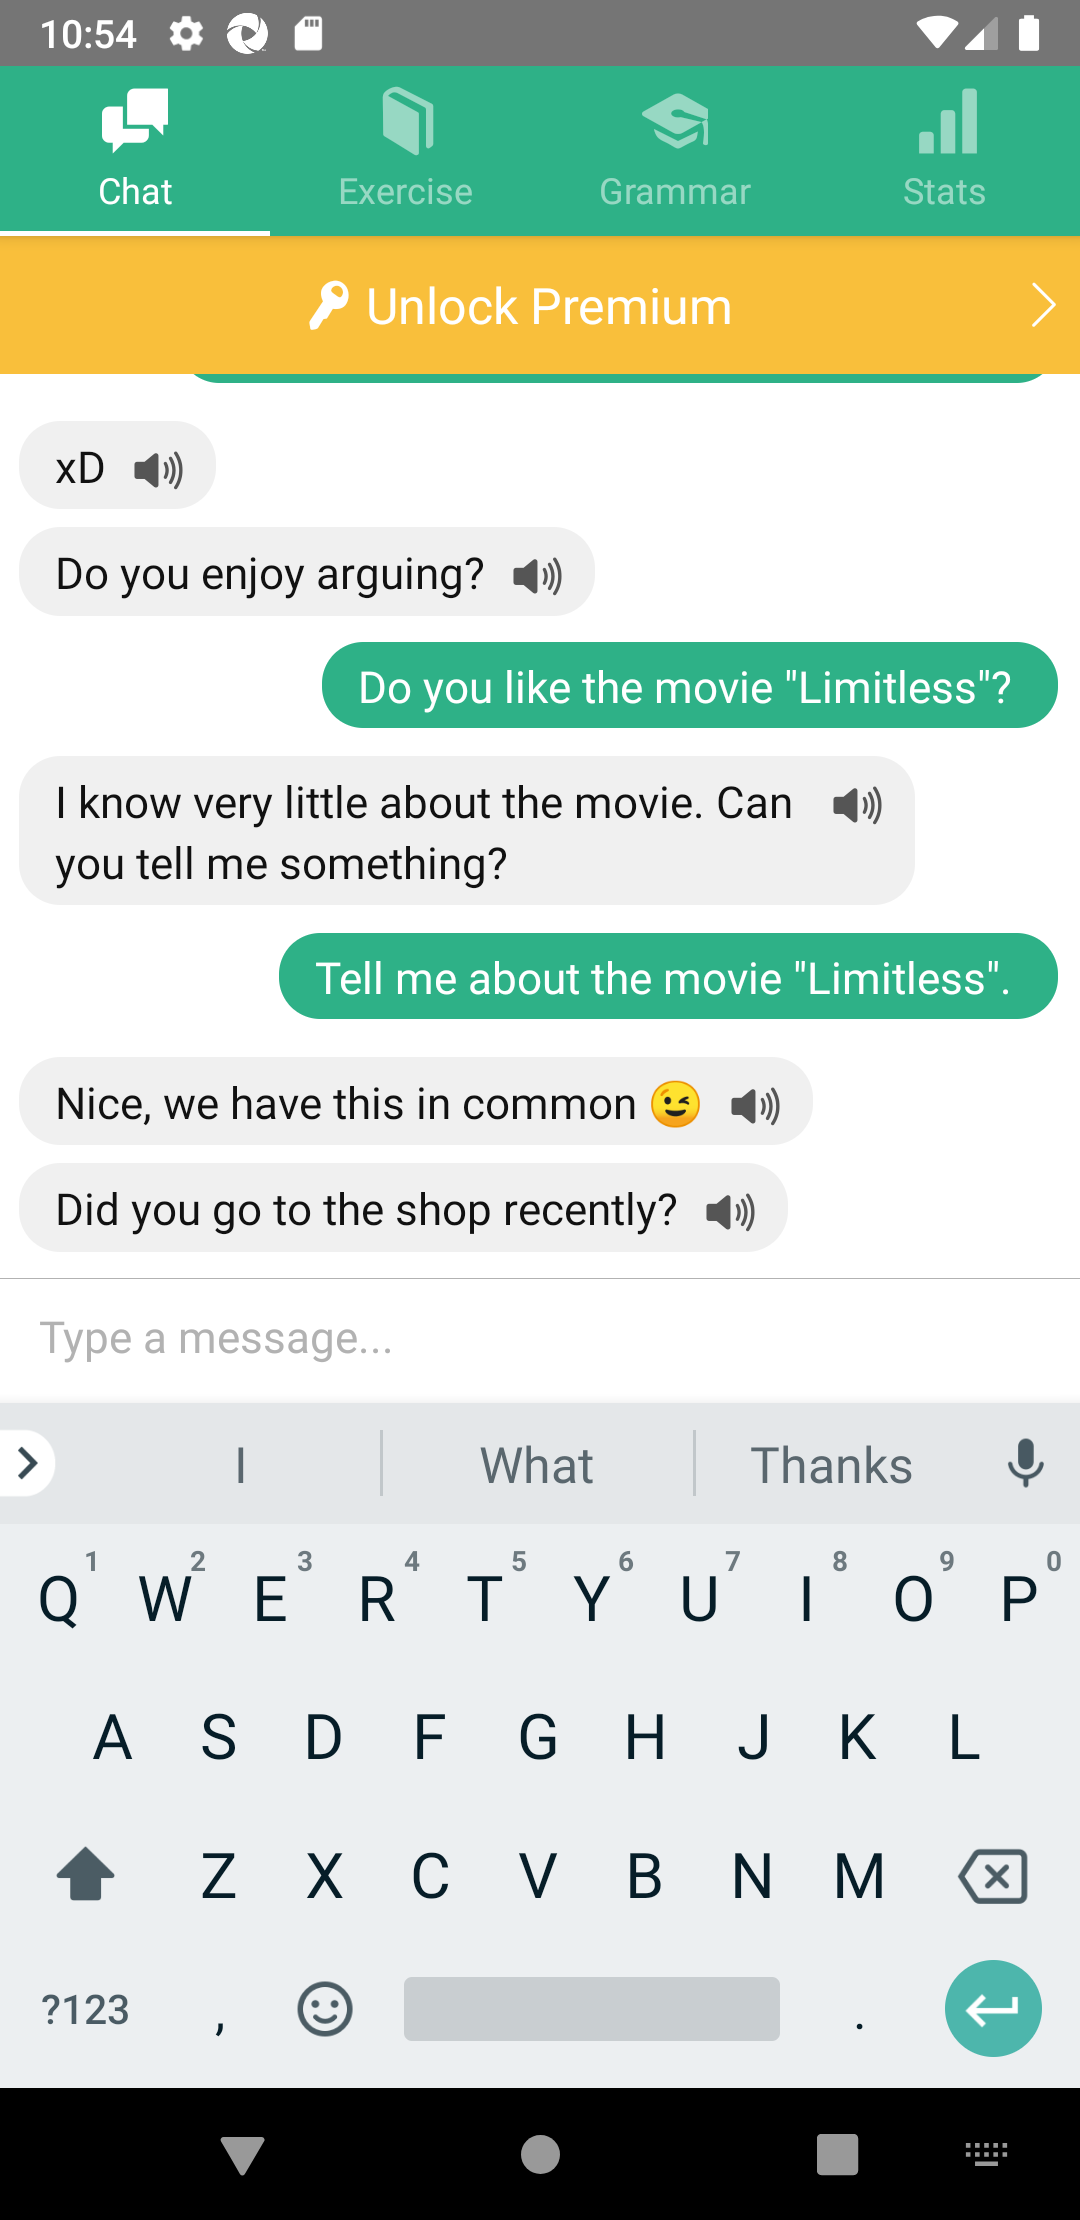 10:54
Chat
Exercise
Grammar
Stats
Unlock Premium
xD
Do you enjoy arguing?
Do you like the movie "Limitless"?
I know very little about the movie. Can
you tell me something?
Tell me about the movie "Limitless".
Nice, we have this in common 😉
Did you go to the shop recently?
Type a message...
I What Thanks
1 2 3 4 5 6 7 8 9 0
Q W E R T Y U I O P
A S D F G H J K L
Z X C V B N M
?123 , .